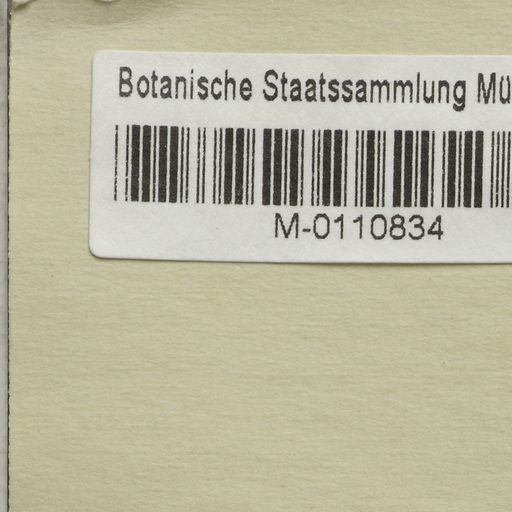 Botanische Staatssammlung Mü
M-0110834